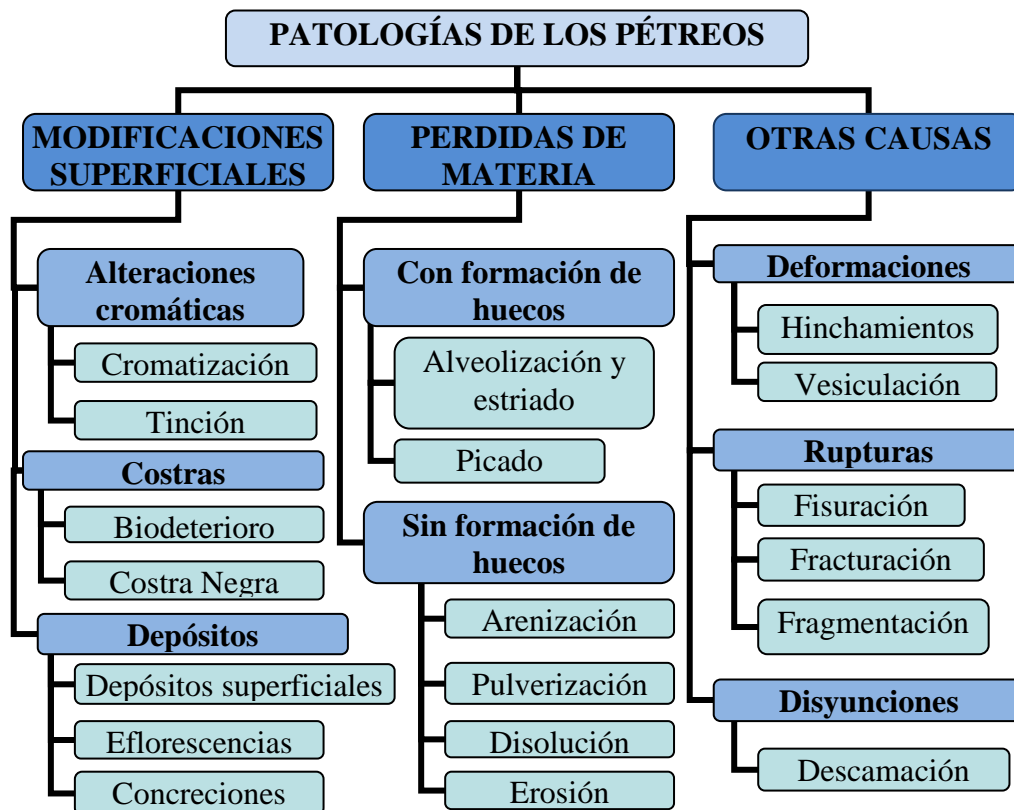 PATOLOGÍAS DE LOS PÉTREOS
MODIFICACIONES
SUPERFICIALES
Alteraciones
cromáticas
Cromatización
Tinción
Costras
Biodeterioro
Costra Negra
Depósitos
Depósitos superficiales
Eflorescencias
Concreciones
PERDIDAS DE
MATERIA
Con formación de
huecos
Alveolización y
estriado
Picado
Sin formación de
huecos
Arenización
Pulverización
Disolución
Erosión
OTRAS CAUSAS
Deformaciones
Hinchamientos
Vesiculación
Rupturas
Fisuración
Fracturación
Fragmentación
Disyunciones
Descamación